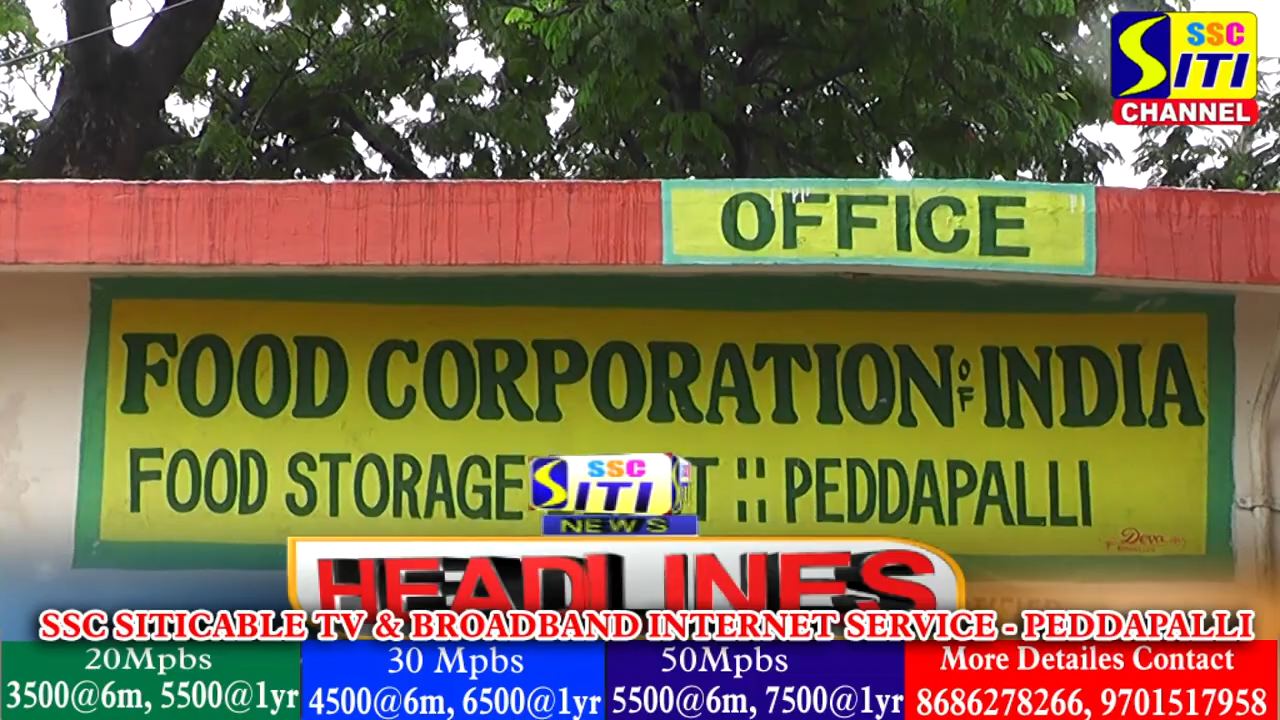 SSC
SITI
CHANNEL
OFFICE
FOOD CORPORATION OF INDIA
FOOD STORAGE T :: PEDDAPALLI
Deva
SSC
SITI
NEWS
HEADLINES
SSC SITICABLE TV & BROADBAND INTERNET SERVICE - PEDDAPALLI
20Mpbs
3500@6m, 5500@1yr
30 Mpbs
4500@6m, 6500@1yr
50Mpbs
5500@6m, 7500@1yr
More Detailes Contact
8686278266, 9701517958